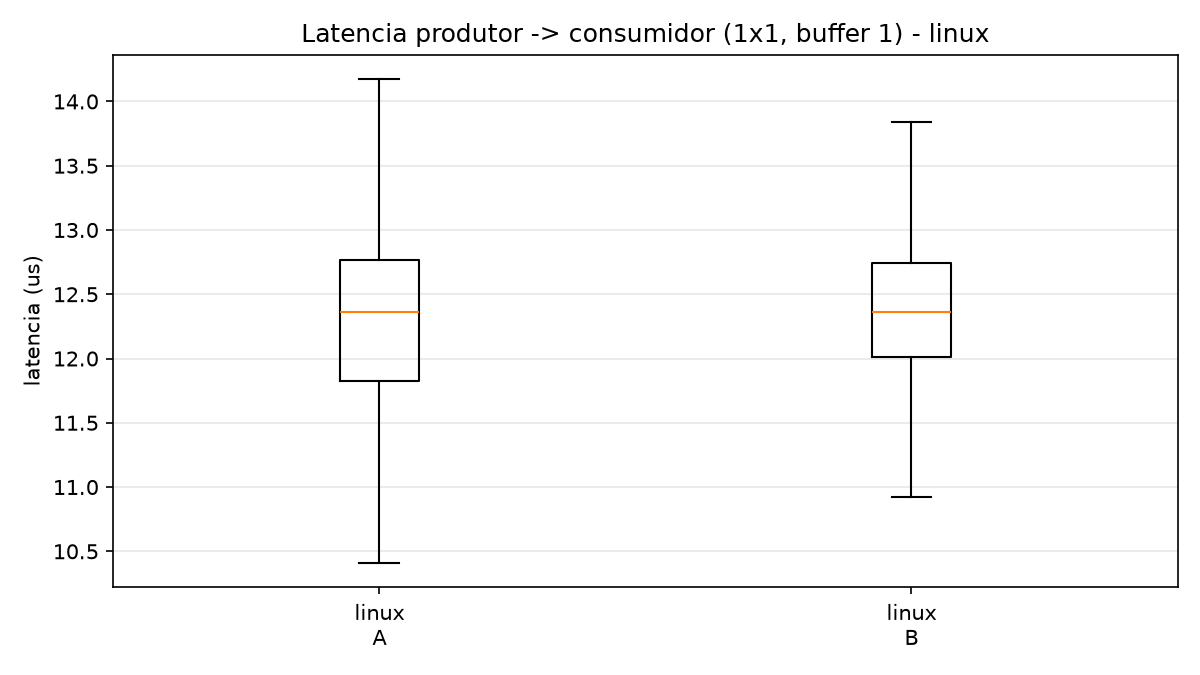 Latencia produtor -> consumidor (1x1, buffer 1) - linux
latencia (us)
14.0
13.5
13.0
12.5
12.0
11.5
11.0
10.5
linux
A
linux
B